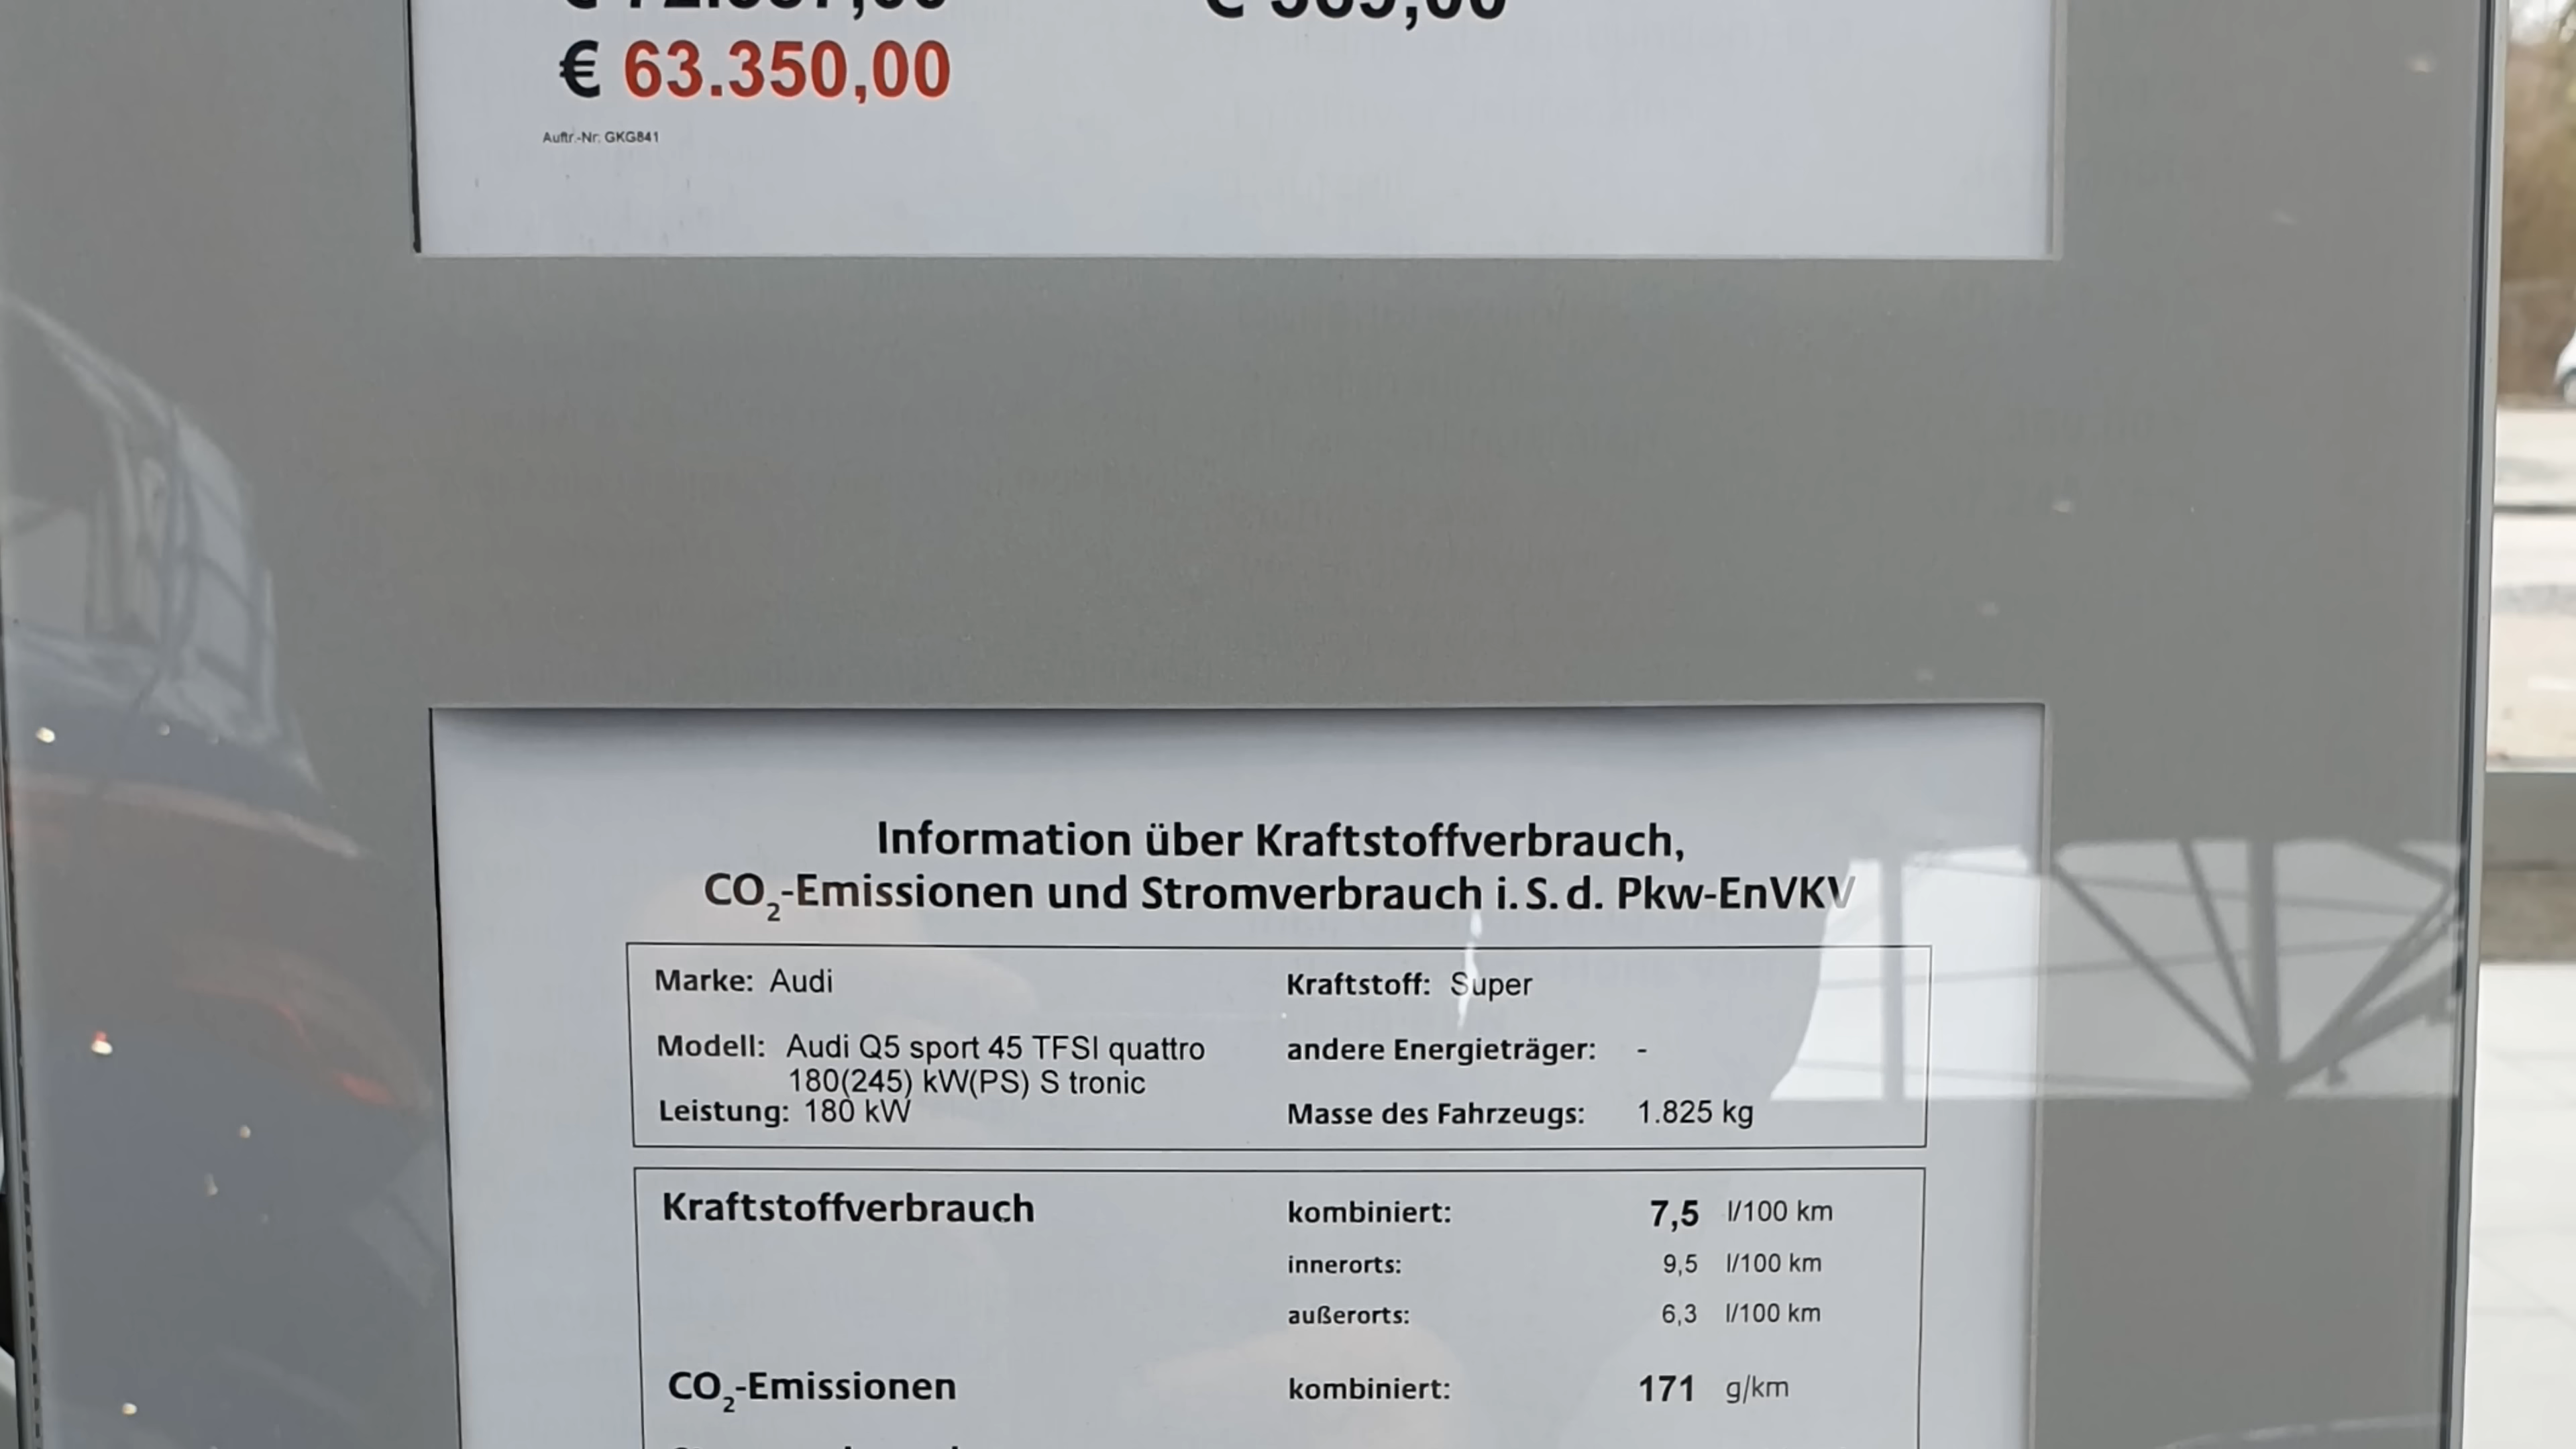 € 63.350,00
Auftr.-Nr: GKG841
Information über Kraftstoffverbrauch,
CO₂-Emissionen und Stromverbrauch i. S. d. Pkw-EnVKV
Marke: Audi
Kraftstoff: Super
Modell: Audi Q5 sport 45 TFSI quattro
180(245) kW(PS) S tronic
andere Energieträger: -
Leistung: 180 kW
Masse des Fahrzeugs: 1.825 kg
Kraftstoffverbrauch kombiniert: 7,5 l/100 km
innerorts: 9,5 l/100 km
außerorts: 6,3 l/100 km
CO₂-Emissionen kombiniert: 171 g/km